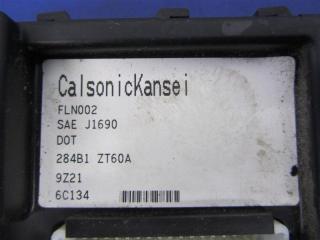 CalsonicKansei
FLN002
SAE J1690
DOT
284B1 ZT60A
9Z21
6C134